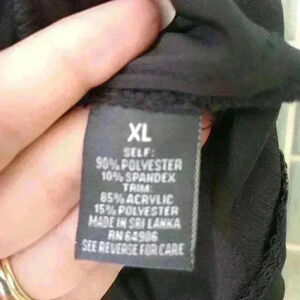 XL
SELF:
90% POLYESTER
10% SPANDEX
TRIM:
85% ACRYLIC
15% POLYESTER
MADE IN SRI LANKA
RN 64906
SEE REVERSE FOR CARE